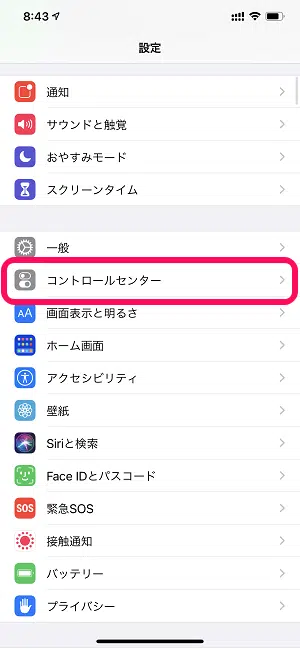 8:43
設定
通知
サウンドと触覚
おやすみモード
スクリーンタイム
一般
コントロールセンター
AA 画面表示と明るさ
ホーム画面
アクセシビリティ
壁紙
Siriと検索
Face IDとパスコード
SOS 緊急SOS
接触通知
バッテリー
プライバシー